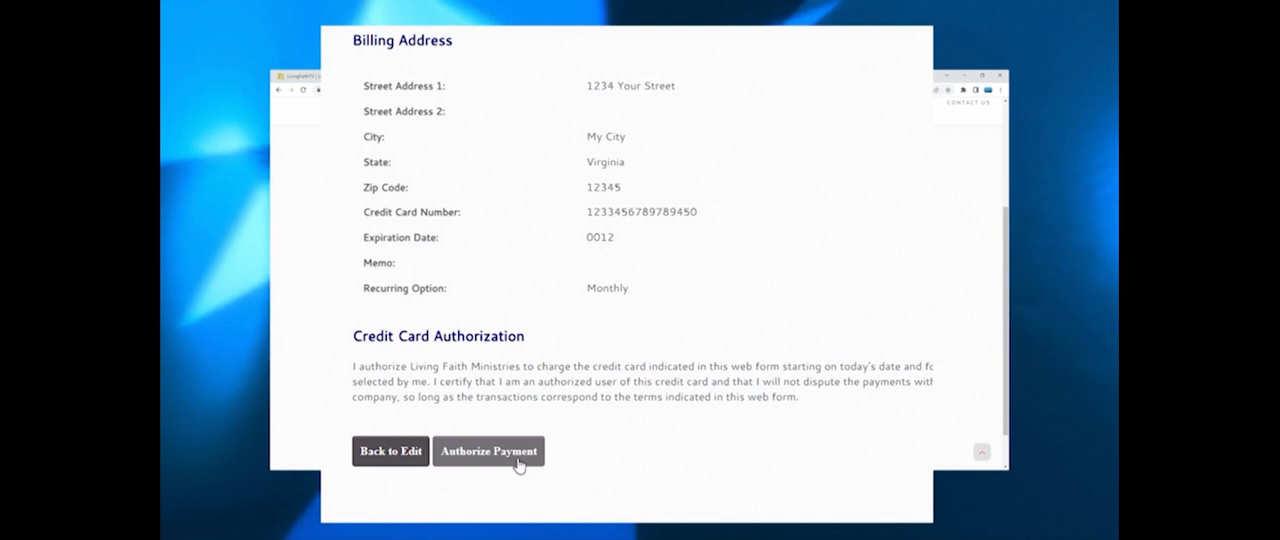 Billing Address
LivingFaithTV | L
CONTACT US
Street Address 1: 1234 Your Street
Street Address 2:
City: My City
State: Virginia
Zip Code: 12345
Credit Card Number: 1233456789789450
Expiration Date: 0012
Memo:
Recurring Option: Monthly
Credit Card Authorization
I authorize Living Faith Ministries to charge the credit card indicated in this web form starting on today's date and fo
selected by me. I certify that I am an authorized user of this credit card and that I will not dispute the payments with
company, so long as the transactions correspond to the terms indicated in this web form.
Back to Edit Authorize Payment